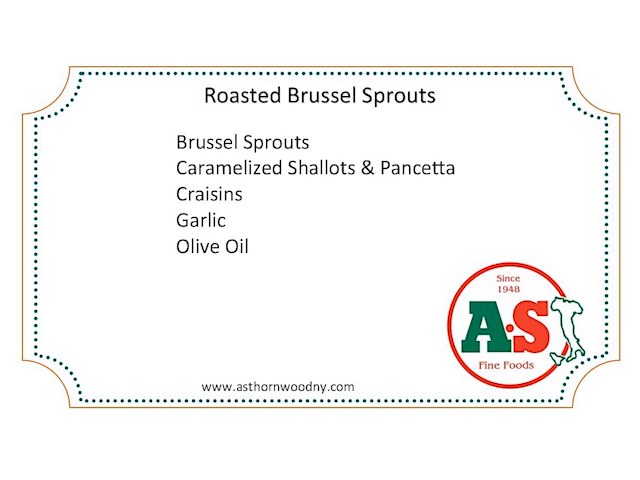 Roasted Brussel Sprouts
Brussel Sprouts
Caramelized Shallots & Pancetta
Craisins
Garlic
Olive Oil
Since
1948
A·S
Fine Foods
www.asthornwoodny.com